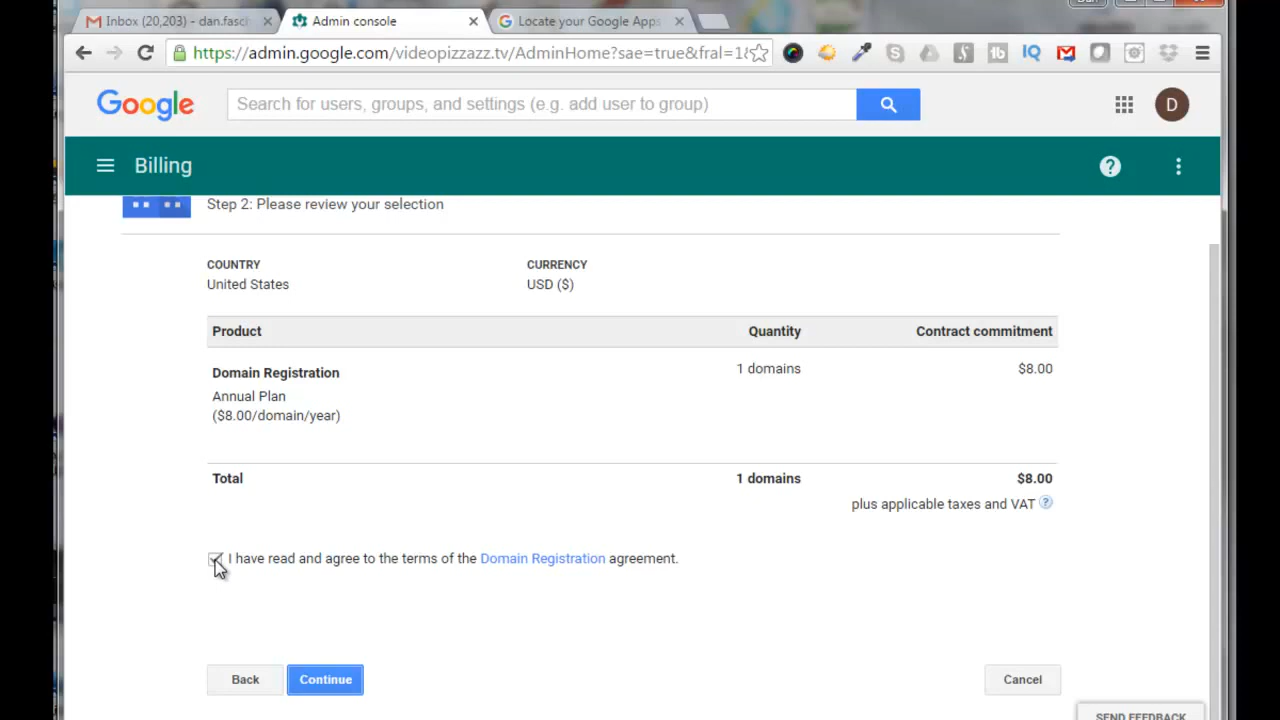 Inbox (20,203) - dan.fasc
Admin console
Locate your Google Apps
https://admin.google.com/videopizzazz.tv/AdminHome?sae=true&fral=1
Google
Search for users, groups, and settings (e.g. add user to group)
D
Billing
Step 2: Please review your selection
COUNTRY
CURRENCY
United States
USD ($)
Product
Quantity
Contract commitment
Domain Registration
1 domains
$8.00
Annual Plan
($8.00/domain/year)
Total
1 domains
$8.00
plus applicable taxes and VAT ?
I have read and agree to the terms of the Domain Registration agreement.
Back
Continue
Cancel
SEND FEEDBACK